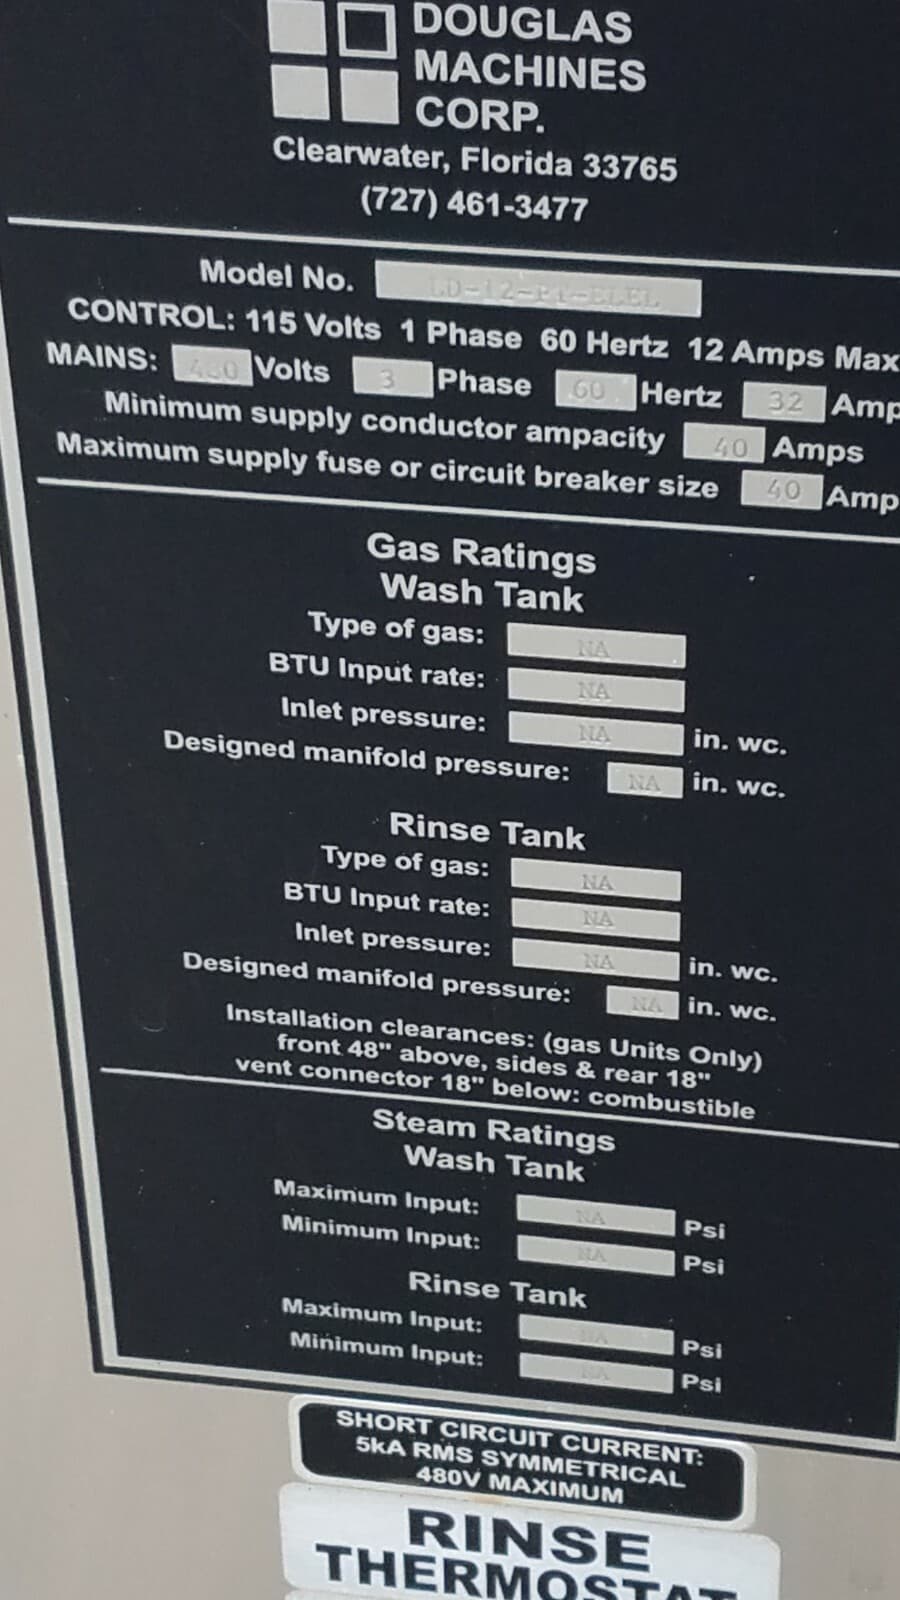 DOUGLAS
MACHINES
CORP.
Clearwater, Florida 33765
(727) 461-3477
Model No.
CONTROL: 115 Volts 1 Phase 60 Hertz 12 Amps Max
MAINS: 480 Volts 3 Phase 60 Hertz 32 Amp
Minimum supply conductor ampacity 40 Amps
Maximum supply fuse or circuit breaker size 40 Amp
Gas Ratings
Wash Tank
Type of gas: NA
BTU Input rate: NA
Inlet pressure: NA in. wc.
Designed manifold pressure: NA in. wc.
Rinse Tank
Type of gas: NA
BTU Input rate: NA
Inlet pressure: NA in. wc.
Designed manifold pressure: NA in. wc.
Installation clearances: (gas Units Only)
front 48" above, sides & rear 18"
vent connector 18" below: combustible
Steam Ratings
Wash Tank
Maximum Input: NA Psi
Minimum Input: NA Psi
Rinse Tank
Maximum Input: NA Psi
Minimum Input: NA Psi
SHORT CIRCUIT CURRENT:
5kA RMS SYMMETRICAL
480V MAXIMUM
RINSE
THERMOSTAT